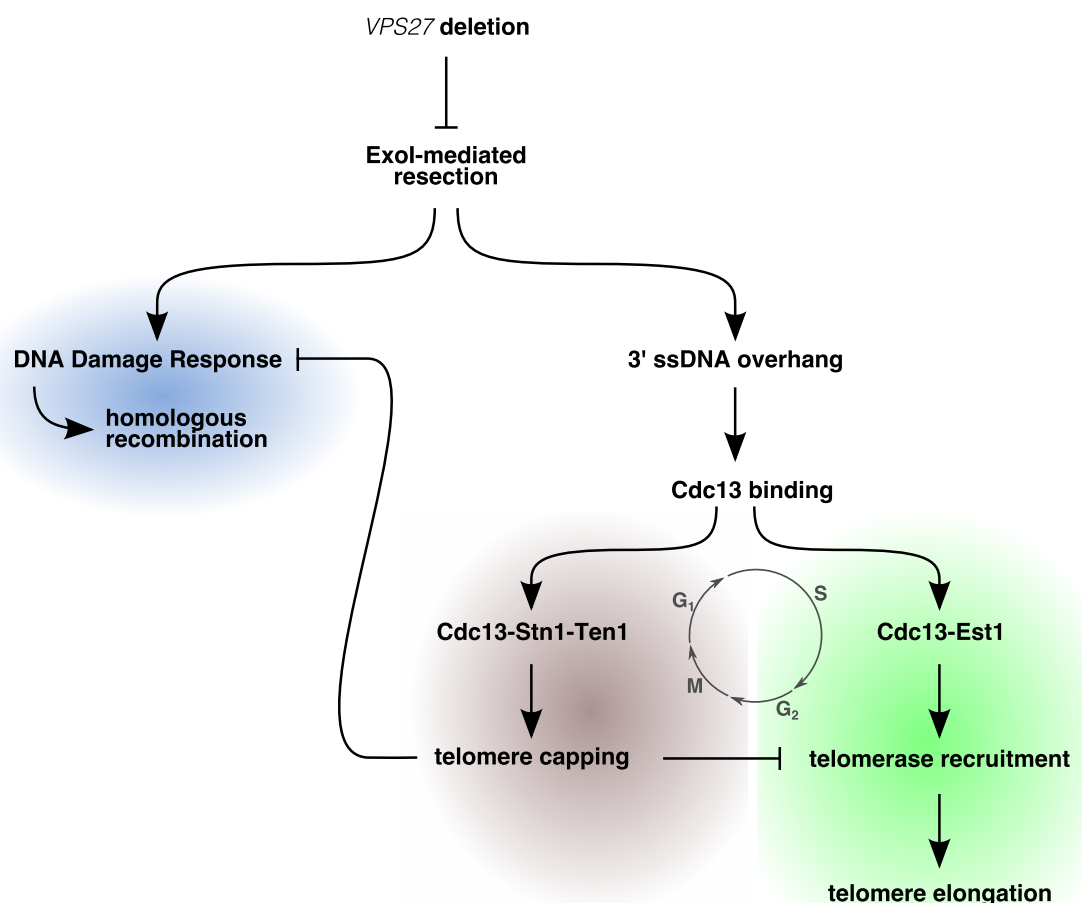 VPS27 deletion
ExoI-mediated
resection
DNA Damage Response
3' ssDNA overhang
homologous
recombination
Cdc13 binding
G₁
S
Cdc13-Stn1-Ten1
Cdc13-Est1
M
G₂
telomere capping
telomerase recruitment
telomere elongation